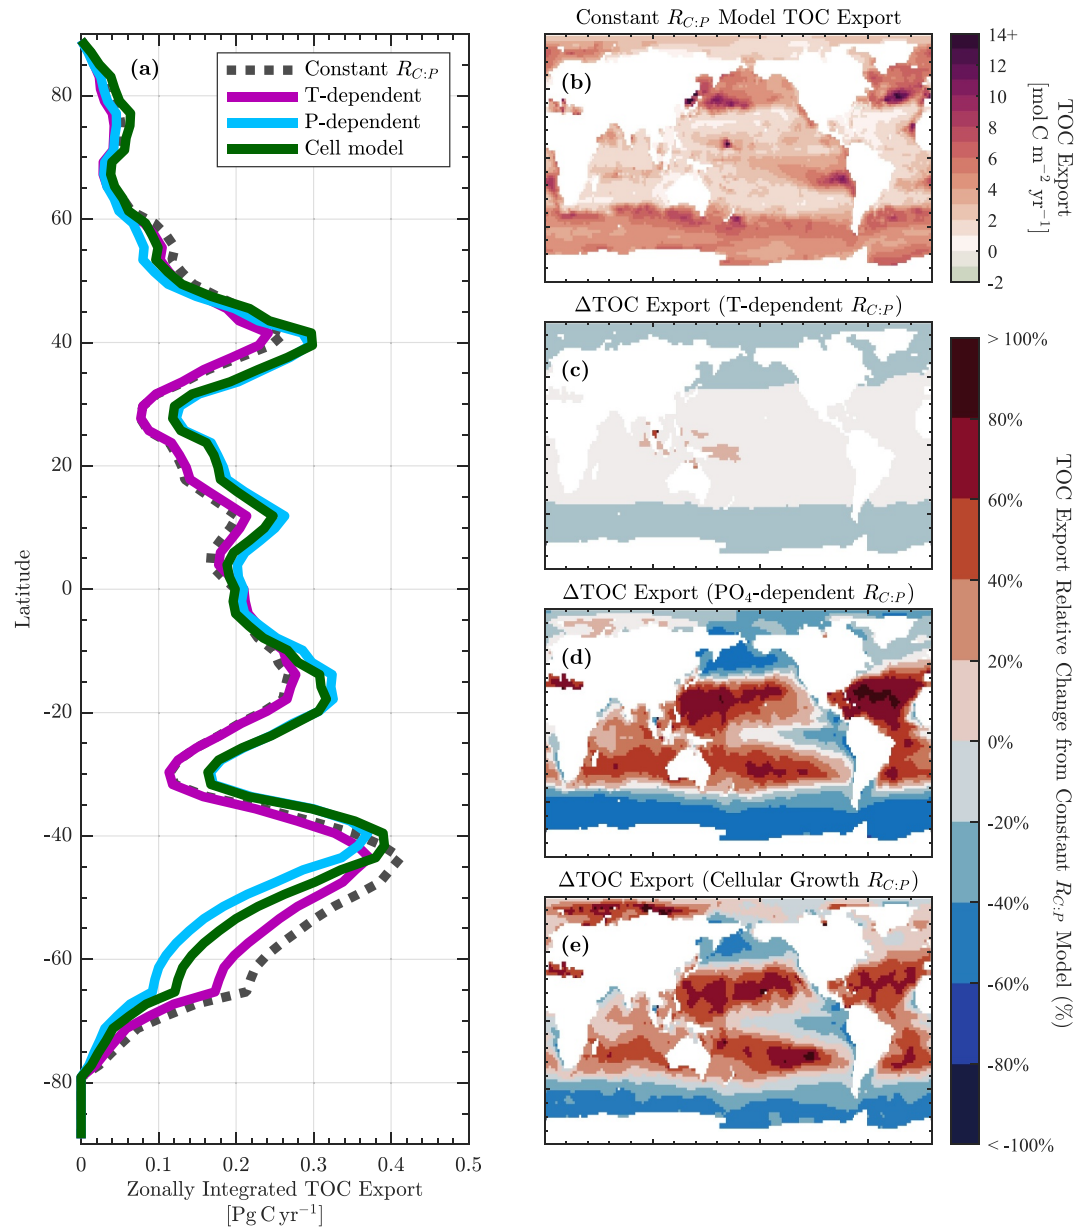 (a)
Constant R_{C:P}
T-dependent
P-dependent
Cell model
80
60
40
20
0
-20
-40
-60
-80
Latitude
0
0.1
0.2
0.3
0.4
0.5
Zonally Integrated TOC Export
[Pg C yr⁻¹]
Constant R_{C:P} Model TOC Export
(b)
14+
12
10
8
6
4
2
0
-2
TOC Export
[mol C m⁻² yr⁻¹]
ΔTOC Export (T-dependent R_{C:P})
(c)
ΔTOC Export (PO₄-dependent R_{C:P})
(d)
ΔTOC Export (Cellular Growth R_{C:P})
(e)
> 100%
80%
60%
40%
20%
0%
-20%
-40%
-60%
-80%
< -100%
TOC Export Relative Change from Constant R_{C:P} Model (%)